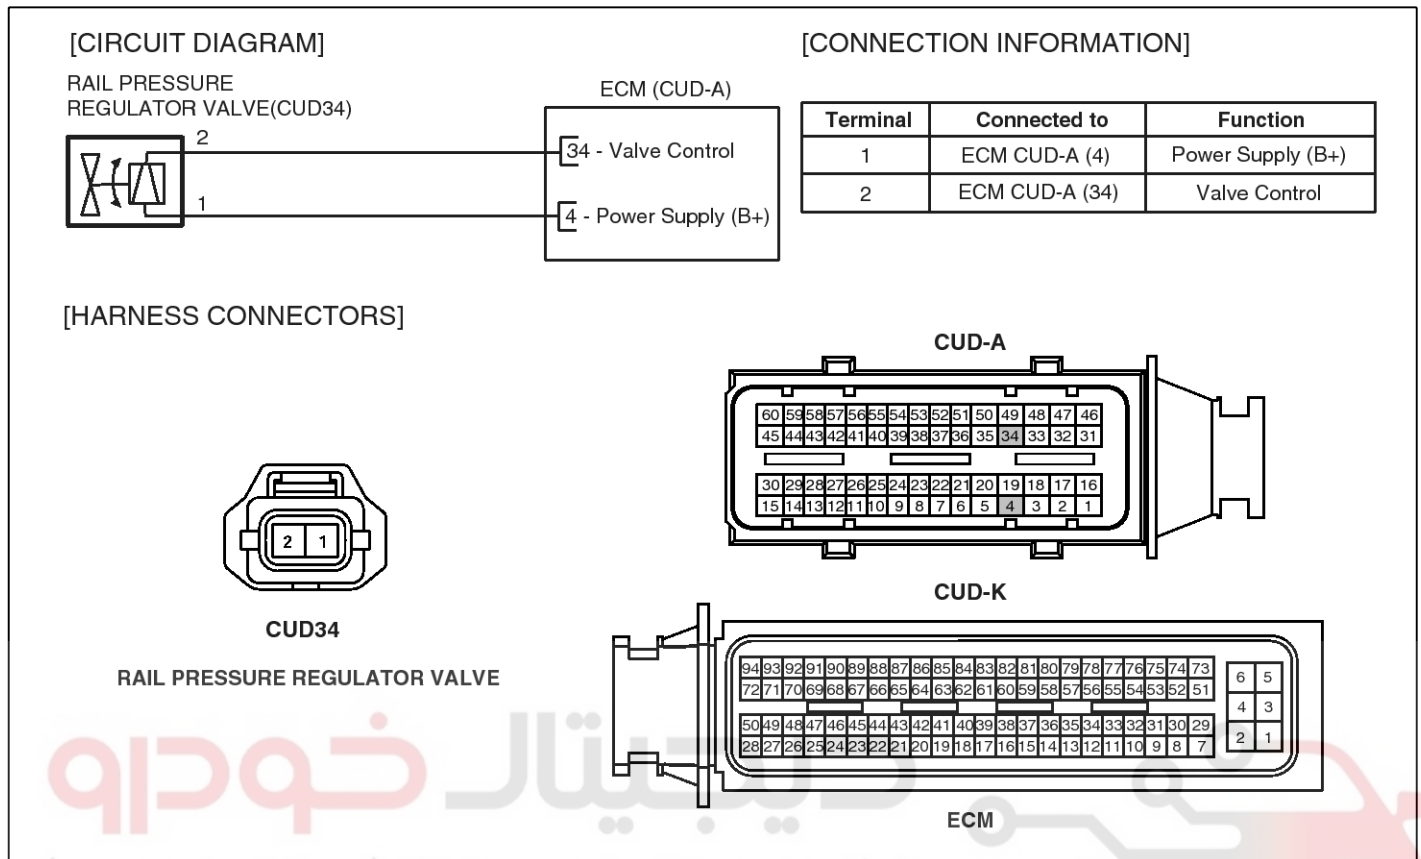 [CIRCUIT DIAGRAM]
RAIL PRESSURE
REGULATOR VALVE(CUD34)
2
1
ECM (CUD-A)
34 - Valve Control
4 - Power Supply (B+)
[CONNECTION INFORMATION]
Terminal Connected to Function
1 ECM CUD-A (4) Power Supply (B+)
2 ECM CUD-A (34) Valve Control
[HARNESS CONNECTORS]
2 1
CUD34
RAIL PRESSURE REGULATOR VALVE
CUD-A
60 59 58 57 56 55 54 53 52 51 50 49 48 47 46
45 44 43 42 41 40 39 38 37 36 35 34 33 32 31
30 29 28 27 26 25 24 23 22 21 20 19 18 17 16
15 14 13 12 11 10 9 8 7 6 5 4 3 2 1
CUD-K
94 93 92 91 90 89 88 87 86 85 84 83 82 81 80 79 78 77 76 75 74 73
72 71 70 69 68 67 66 65 64 63 62 61 60 59 58 57 56 55 54 53 52 51
50 49 48 47 46 45 44 43 42 41 40 39 38 37 36 35 34 33 32 31 30 29
28 27 26 25 24 23 22 21 20 19 18 17 16 15 14 13 12 11 10 9 8 7
6 5
4 3
2 1
ECM
دیجیتال خودرو